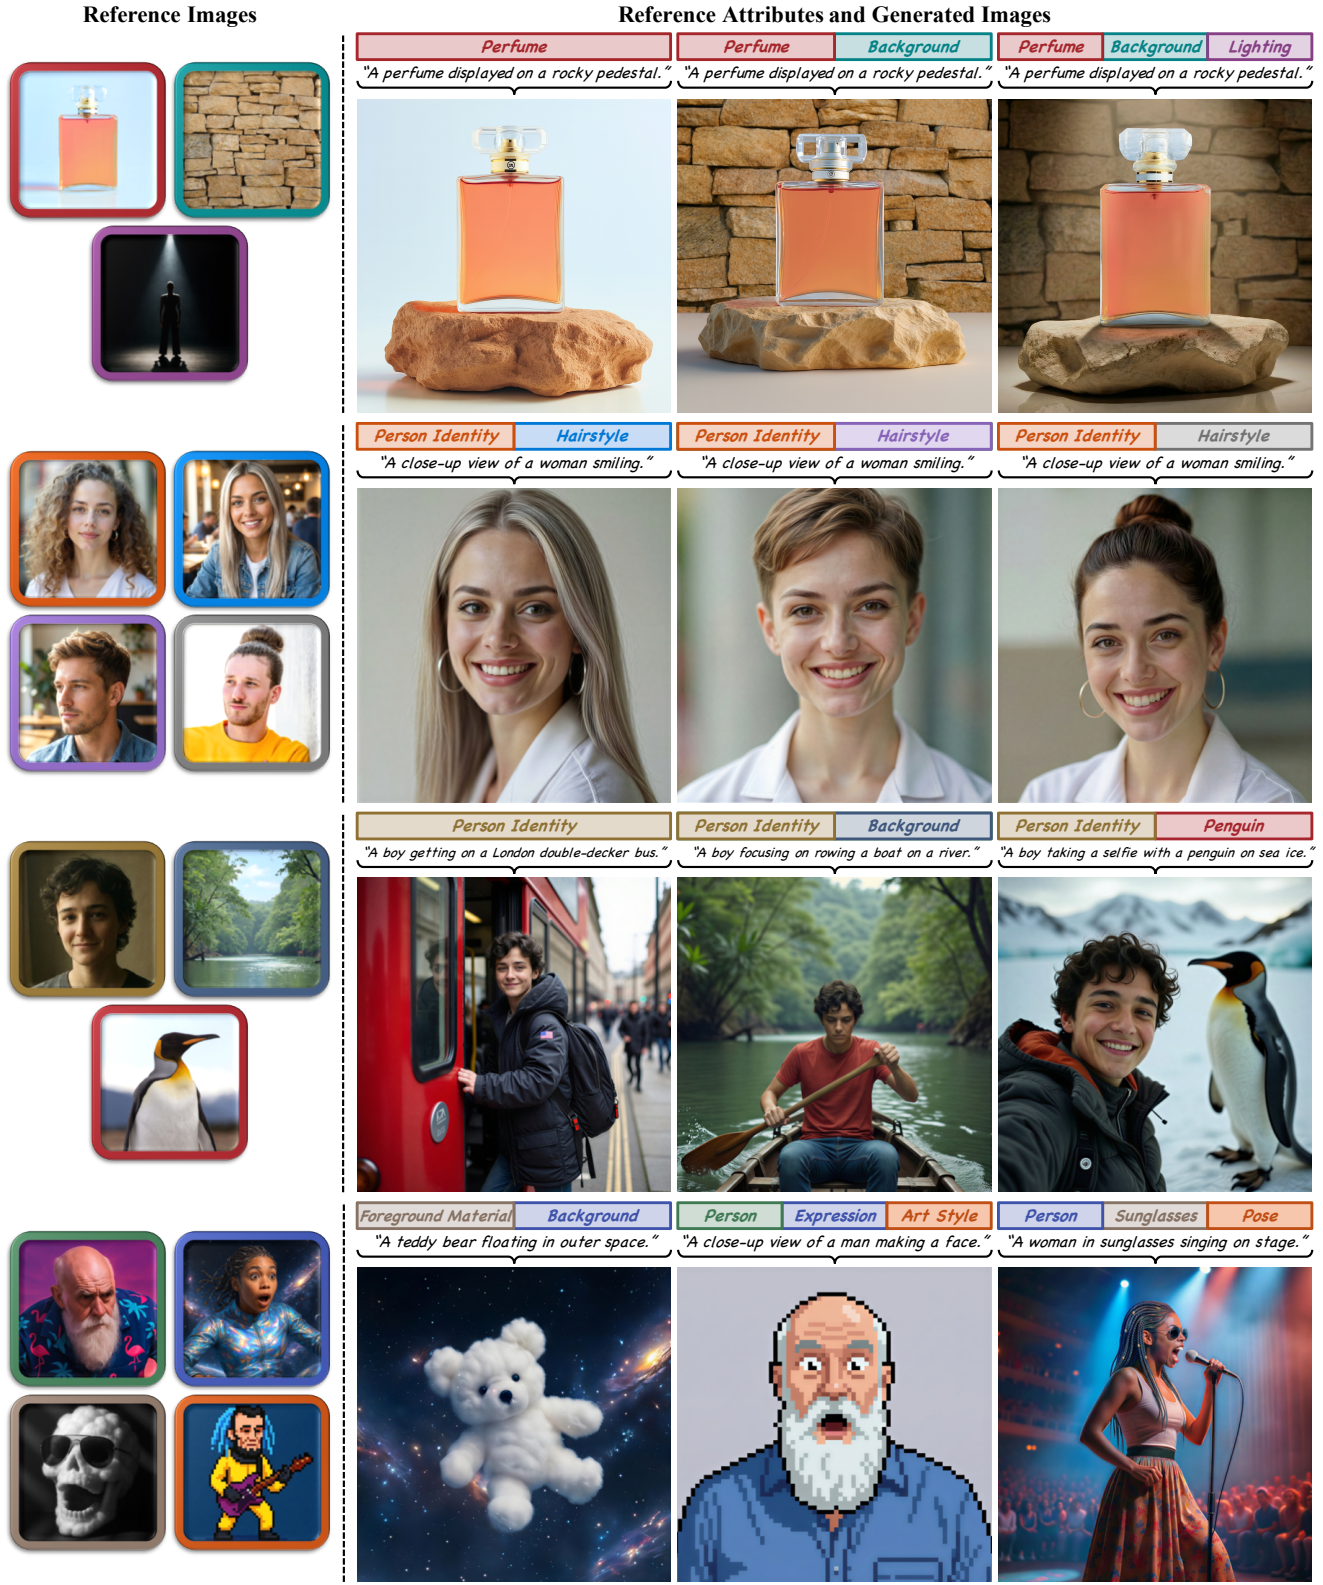 Reference Images
Reference Attributes and Generated Images
Perfume
Perfume Background
Perfume Background Lighting
"A perfume displayed on a rocky pedestal."
"A perfume displayed on a rocky pedestal."
"A perfume displayed on a rocky pedestal."
Person Identity Hairstyle
Person Identity Hairstyle
Person Identity Hairstyle
"A close-up view of a woman smiling."
"A close-up view of a woman smiling."
"A close-up view of a woman smiling."
Person Identity
Person Identity Background
Person Identity Penguin
"A boy getting on a London double-decker bus."
"A boy focusing on rowing a boat on a river."
"A boy taking a selfie with a penguin on sea ice."
Foreground Material Background
Person Expression Art Style
Person Sunglasses Pose
"A teddy bear floating in outer space."
"A close-up view of a man making a face."
"A woman in sunglasses singing on stage."